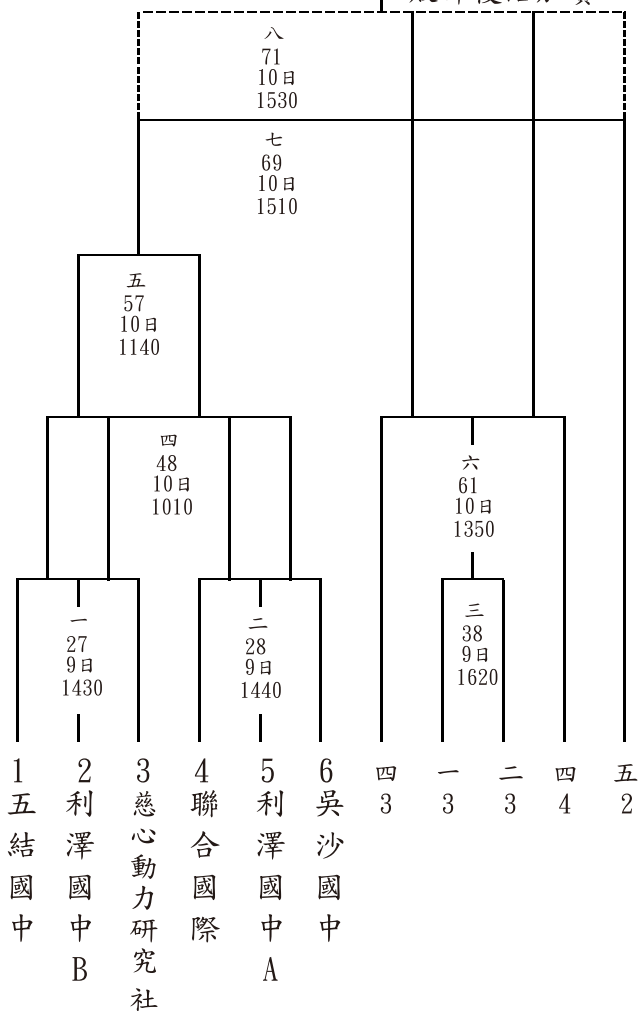 八
71
10日
1530
七
69
10日
1510
五
57
10日
1140
四
48
10日
1010
六
61
10日
1350
一
27
9日
1430
二
28
9日
1440
三
38
9日
1620
1
五結國中
2
利澤國中B
3
慈心動力研究社
4
聯合國際
5
利澤國中A
6
吳沙國中
四
3
一
3
二
3
四
4
五
2